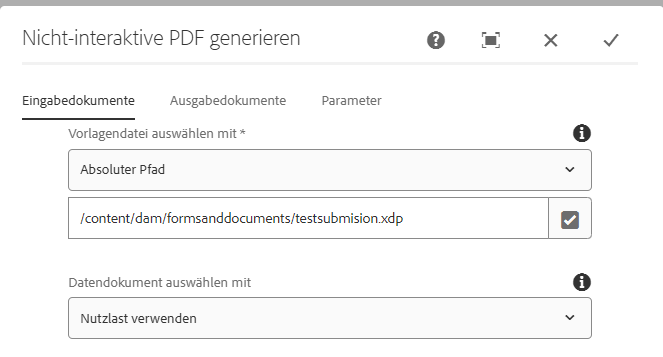 Nicht-interaktive PDF generieren
Eingabedokumente Ausgabedokumente Parameter
Vorlagendatei auswählen mit *
Absoluter Pfad
/content/dam/formsanddocuments/testsubmision.xdp
Datendokument auswählen mit
Nutzlast verwenden